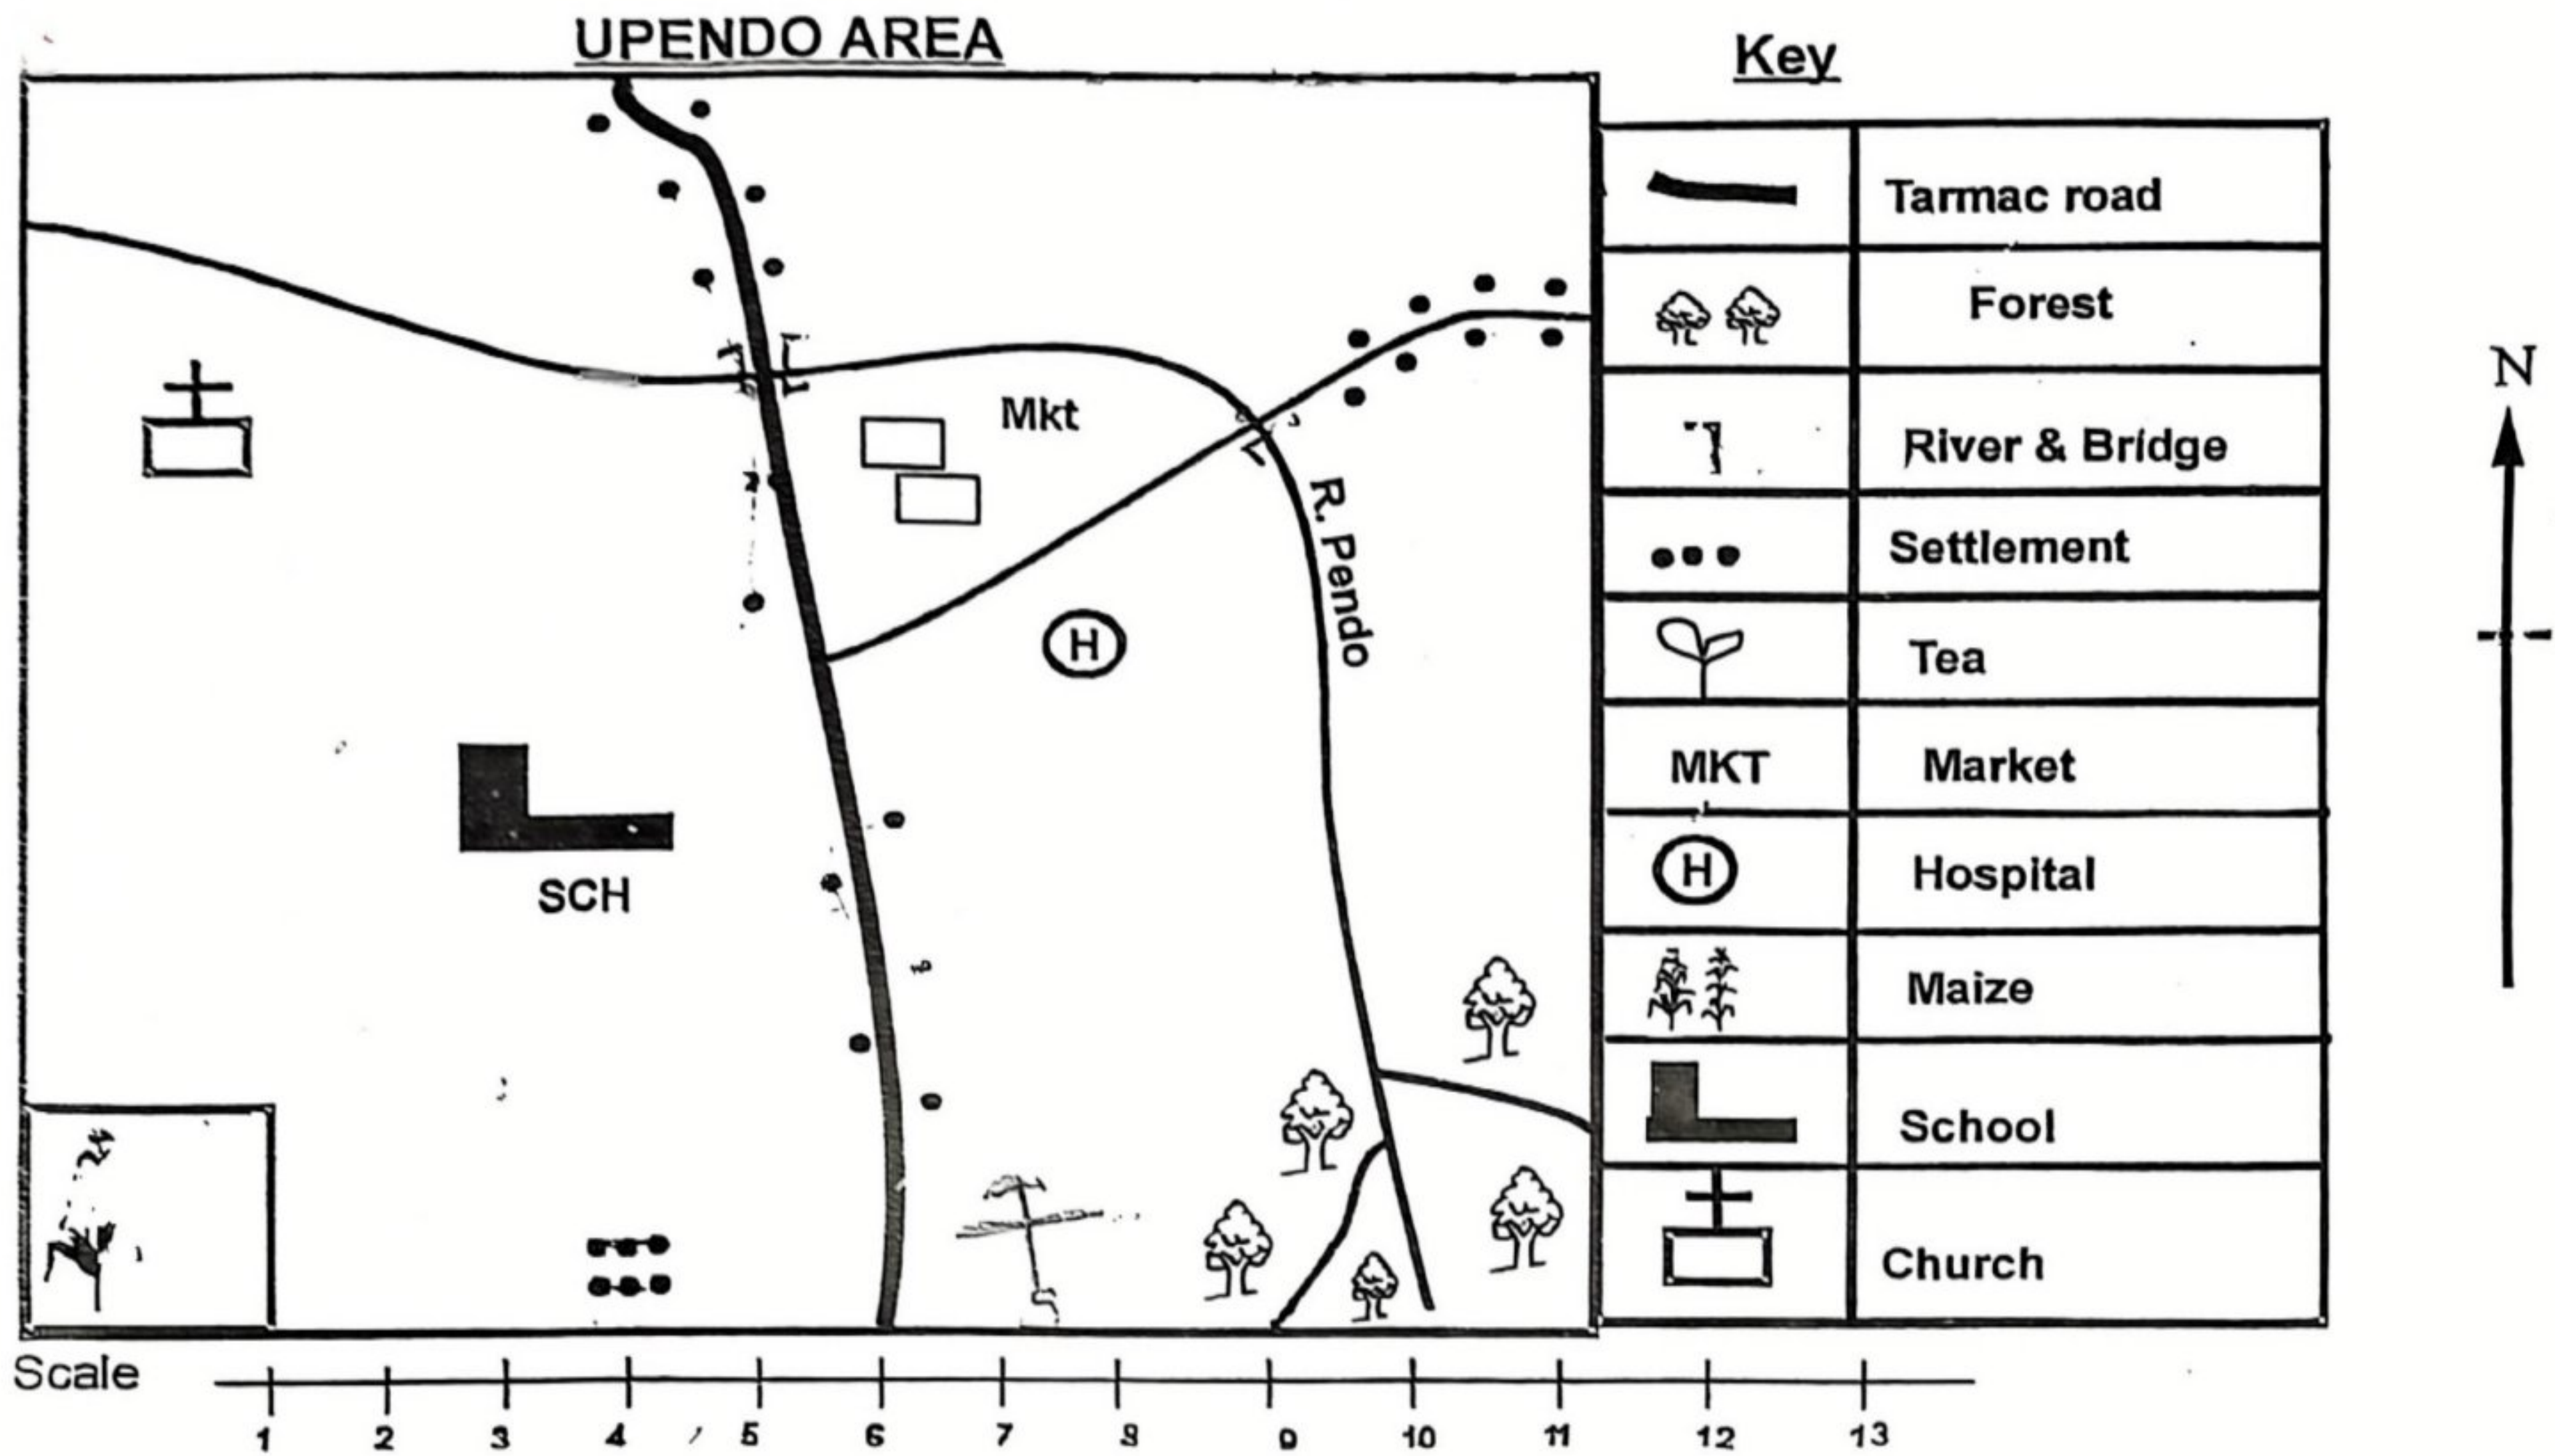 UPENDO AREA
Key
Tarmac road
Forest
River & Bridge
Settlement
Tea
MKT Market
H Hospital
Maize
School
Church
N
Mkt
R. Pendo
H
SCH
Scale
1 2 3 4 5 6 7 8 9 10 11 12 13